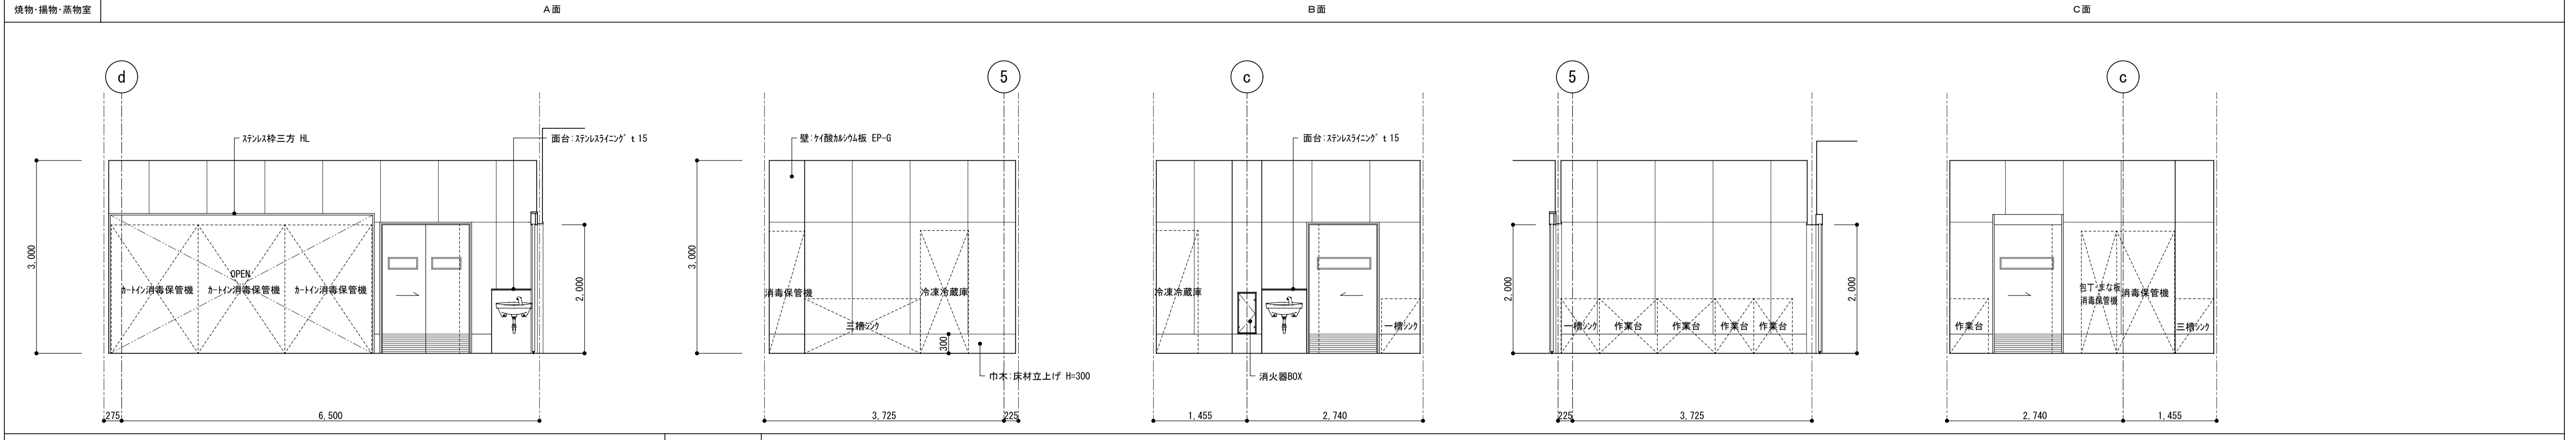 焼物･揚物･蒸物室
A面
B面
C面
d
5
c
5
c
ｽﾃﾝﾚｽ枠三方 HL
面台:ｽﾃﾝﾚｽﾗｲﾆﾝｸﾞ t 15
壁:ｹｲ酸ｶﾙｼｳﾑ板 EP-G
面台:ｽﾃﾝﾚｽﾗｲﾆﾝｸﾞ t 15
3,000
OPEN
ｶｰﾄｲﾝ消毒保管機
ｶｰﾄｲﾝ消毒保管機
ｶｰﾄｲﾝ消毒保管機
2,000
275
6,500
3,000
消毒保管機
三槽ｼﾝｸ
冷凍冷蔵庫
300
巾木:床材立上げ H=300
3,725
225
冷凍冷蔵庫
一槽ｼﾝｸ
消火器BOX
1,455
2,740
2,000
一槽ｼﾝｸ
作業台
作業台
作業台
作業台
2,000
225
3,725
作業台
包丁･まな板
消毒保管機
消毒保管機
三槽ｼﾝｸ
2,740
1,455